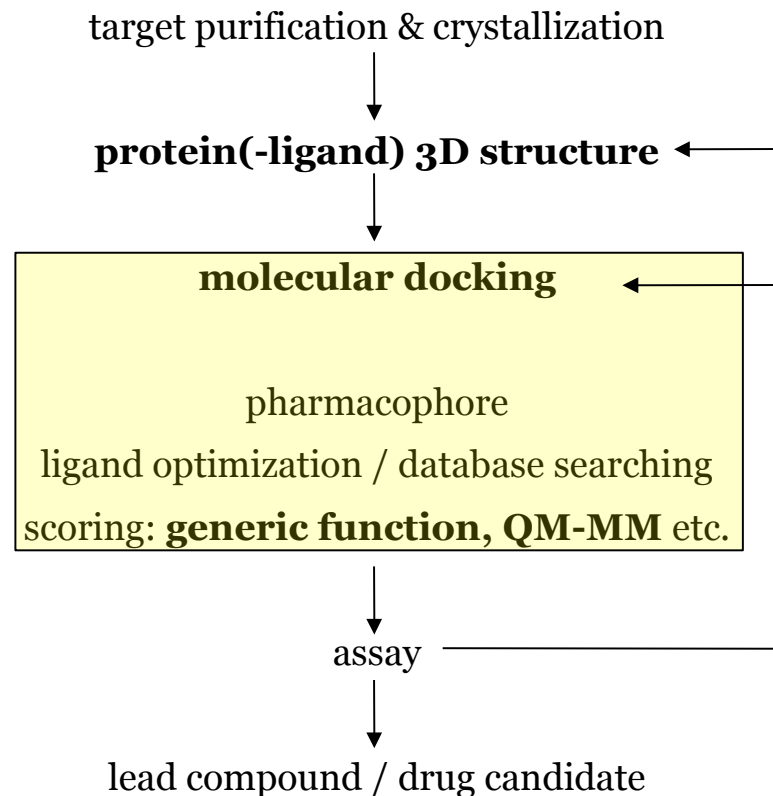 target purification & crystallization
protein(-ligand) 3D structure
molecular docking
pharmacophore
ligand optimization / database searching
scoring: generic function, QM-MM etc.
assay
lead compound / drug candidate